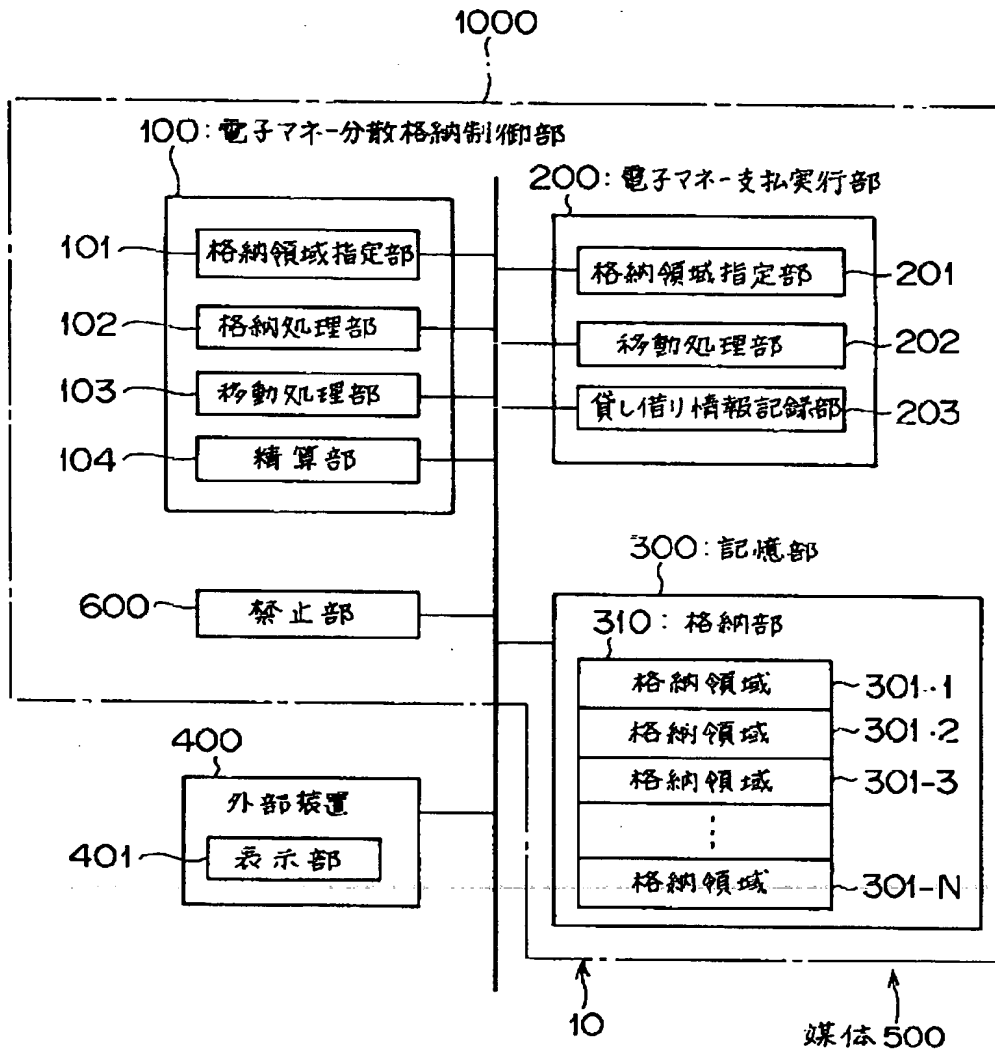 1000
100:電子マネー分散格納制御部
101
格納領域指定部
102
格納処理部
103
移動処理部
104
精算部
200:電子マネー支払実行部
格納領域指定部
201
移動処理部
202
貸し借り情報記録部
203
600
禁止部
300:記憶部
310:格納部
格納領域
301・1
格納領域
301・2
格納領域
301-3
⋮
格納領域
301-N
400
外部装置
401
表示部
10
媒体500